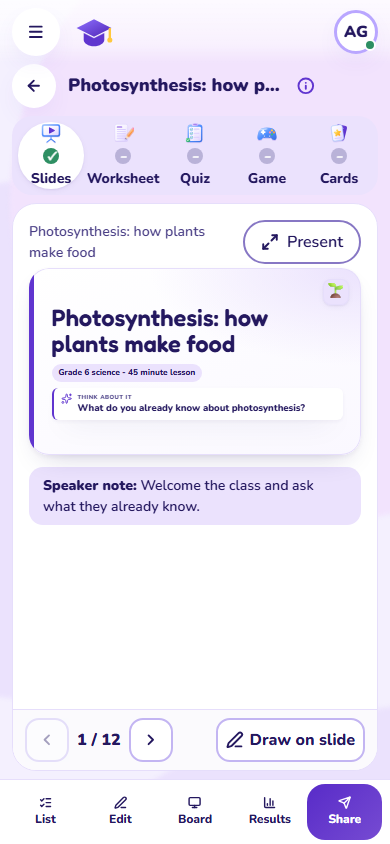 AG
Photosynthesis: how p...
Slides
Worksheet
Quiz
Game
Cards
Photosynthesis: how plants
make food
Present
Photosynthesis: how
plants make food
Grade 6 science - 45 minute lesson
THINK ABOUT IT
What do you already know about photosynthesis?
Speaker note: Welcome the class and ask
what they already know.
1 / 12
Draw on slide
List
Edit
Board
Results
Share